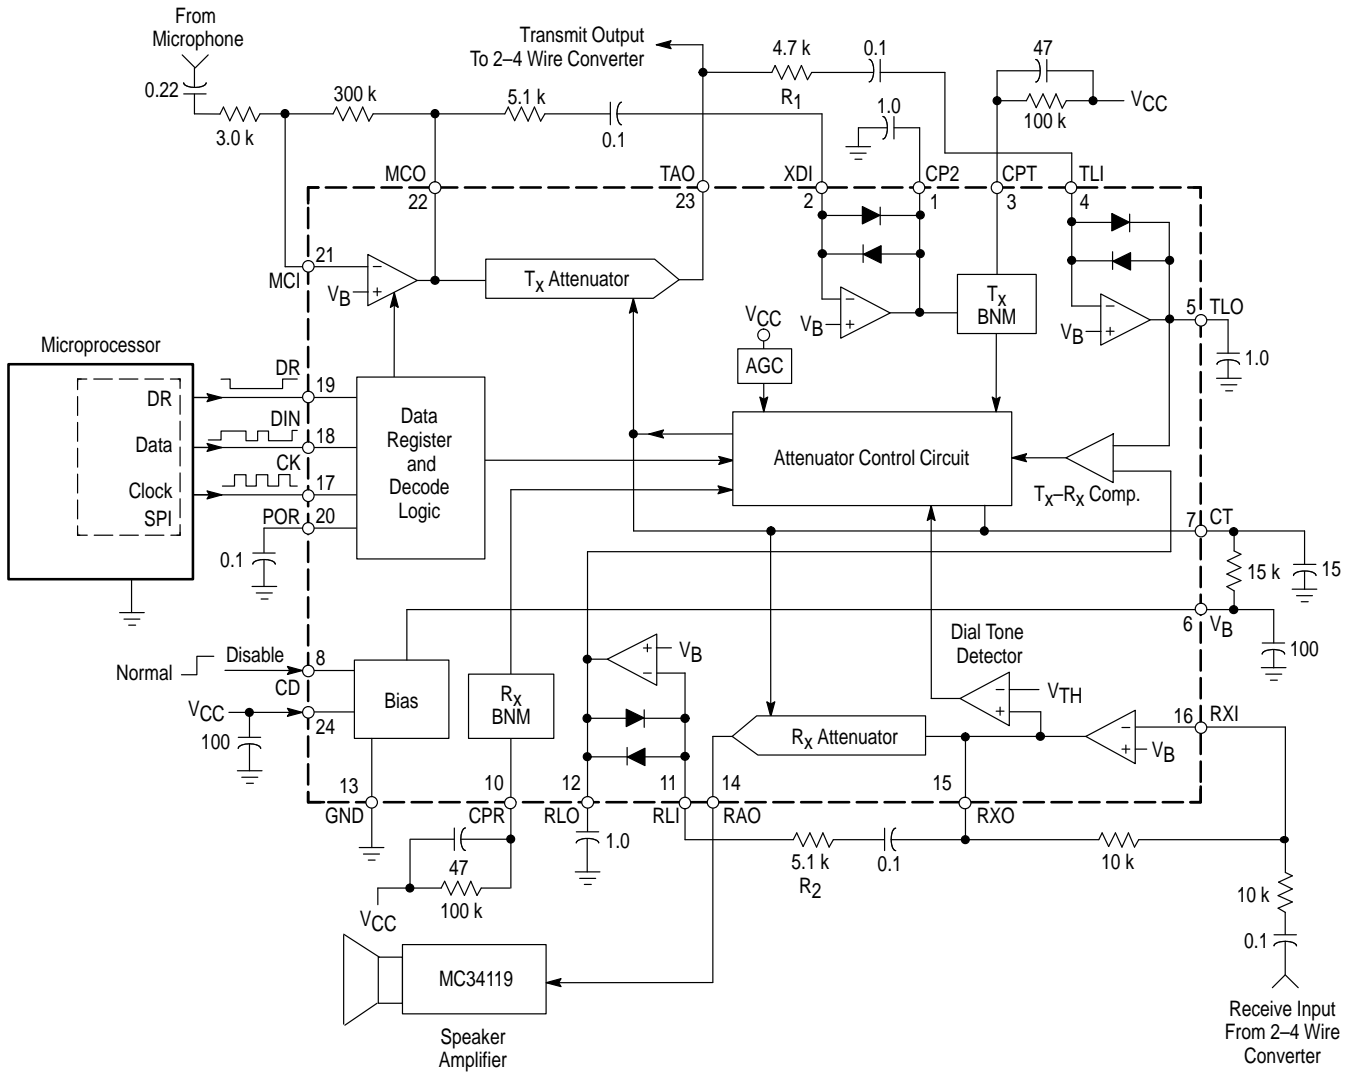 From
Microphone
0.22
3.0 k
300 k
5.1 k
0.1
Transmit Output
To 2–4 Wire Converter
4.7 k
R1
0.1
1.0
47
100 k
VCC
MCO
22
TAO
23
XDI
2
CP2
1
CPT
3
TLI
4
21
MCI
VB
−
+
Tx Attenuator
VB
−
+
Tx
BNM
VB
−
+
5
TLO
1.0
VCC
AGC
Microprocessor
DR
Data
Clock
SPI
DR
19
DIN
18
CK
17
POR
20
0.1
Data
Register
and
Decode
Logic
Attenuator Control Circuit
Tx–Rx Comp.
7
CT
15 k
15
6
VB
100
Normal
Disable
8
CD
VCC
24
100
Bias
Rx
BNM
+
−
VB
Dial Tone
Detector
−
+
VTH
Rx Attenuator
−
+
VB
16
RXI
13
GND
10
CPR
12
RLO
11
RLI
14
RAO
15
RXO
47
100 k
VCC
1.0
5.1 k
R2
0.1
10 k
10 k
0.1
MC34119
Speaker
Amplifier
Receive Input
From 2–4 Wire
Converter